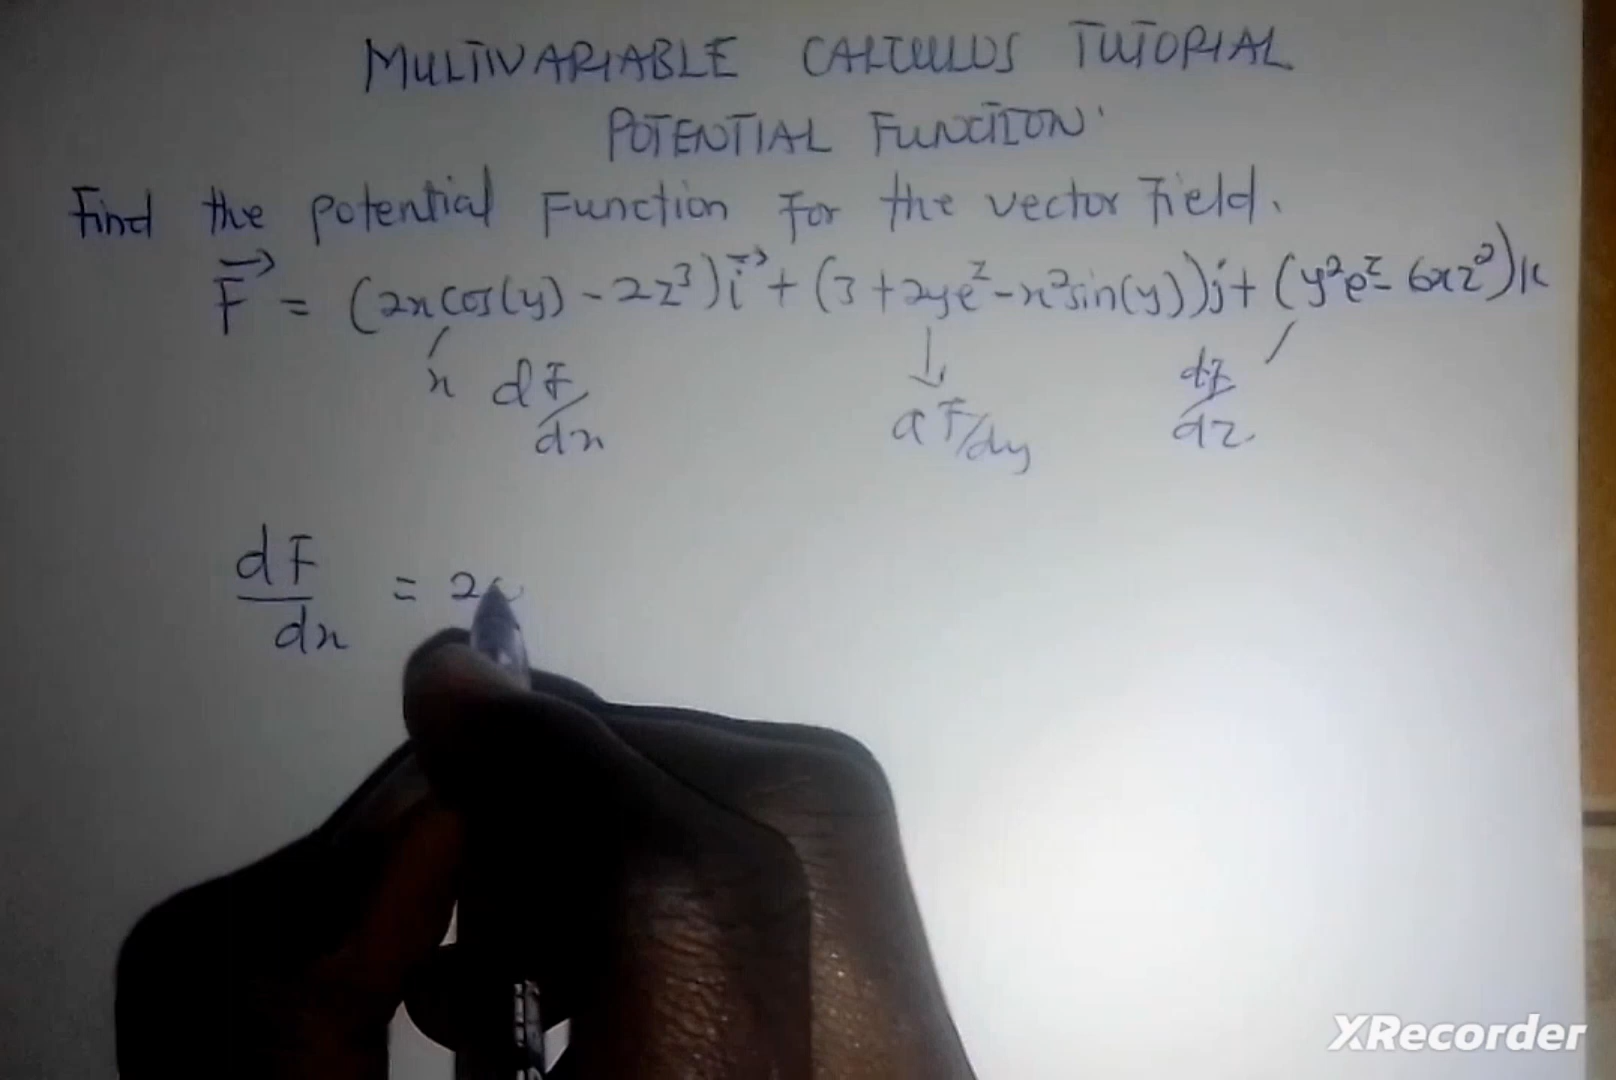 MULTIVARIABLE CALCULUS TUTORIAL
POTENTIAL FUNCTION
Find the potential Function For the vector Field.
F⃗ = (2x cos(y) - 2z³)i⃗ + (3 + 2ye^z - x²sin(y))j + (y²e^z - 6xz²)k
x dF/dx dF/dy dF/dz
dF/dx = 2
XRecorder